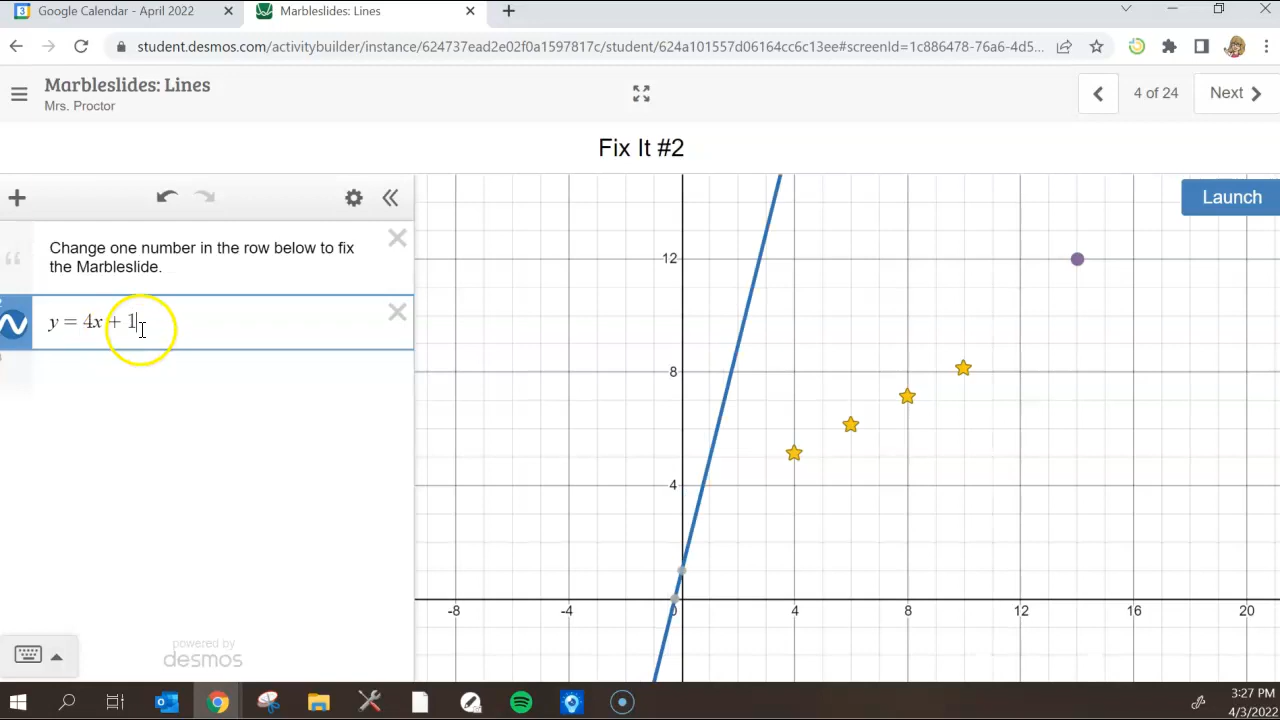 Google Calendar - April 2022
Marbleslides: Lines
student.desmos.com/activitybuilder/instance/624737ead2e02f0a1597817c/student/624a101557d06164cc6c13ee#screenId=1c886478-76a6-4d5...
Marbleslides: Lines
Mrs. Proctor
4 of 24
Next
Fix It #2
Launch
Change one number in the row below to fix
the Marbleslide.
y = 4x + 1
12
8
4
-8
-4
0
4
8
12
16
20
powered by
desmos
3:27 PM
4/3/2022